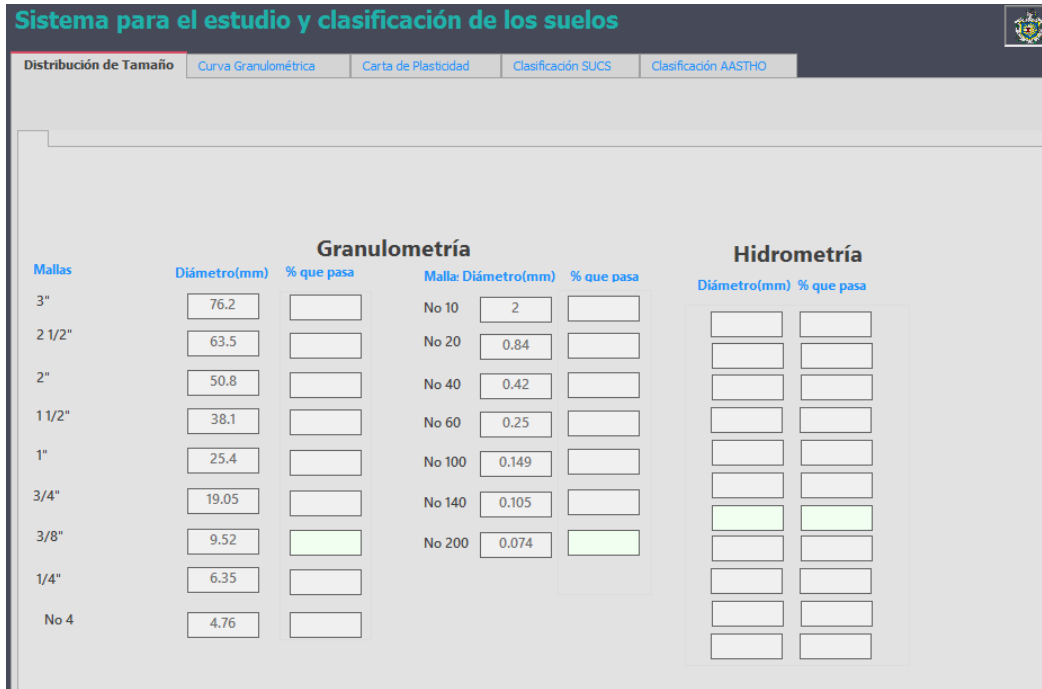 Sistema para el estudio y clasificación de los suelos
Distribución de Tamaño Curva Granulométrica Carta de Plasticidad Clasificación SUCS Clasificación AASTHO
Granulometría
Mallas Diámetro(mm) % que pasa
3" 76.2
2 1/2" 63.5
2" 50.8
1 1/2" 38.1
1" 25.4
3/4" 19.05
3/8" 9.52
1/4" 6.35
No 4 4.76
Malla: Diámetro(mm) % que pasa
No 10 2
No 20 0.84
No 40 0.42
No 60 0.25
No 100 0.149
No 140 0.105
No 200 0.074
Hidrometría
Diámetro(mm) % que pasa